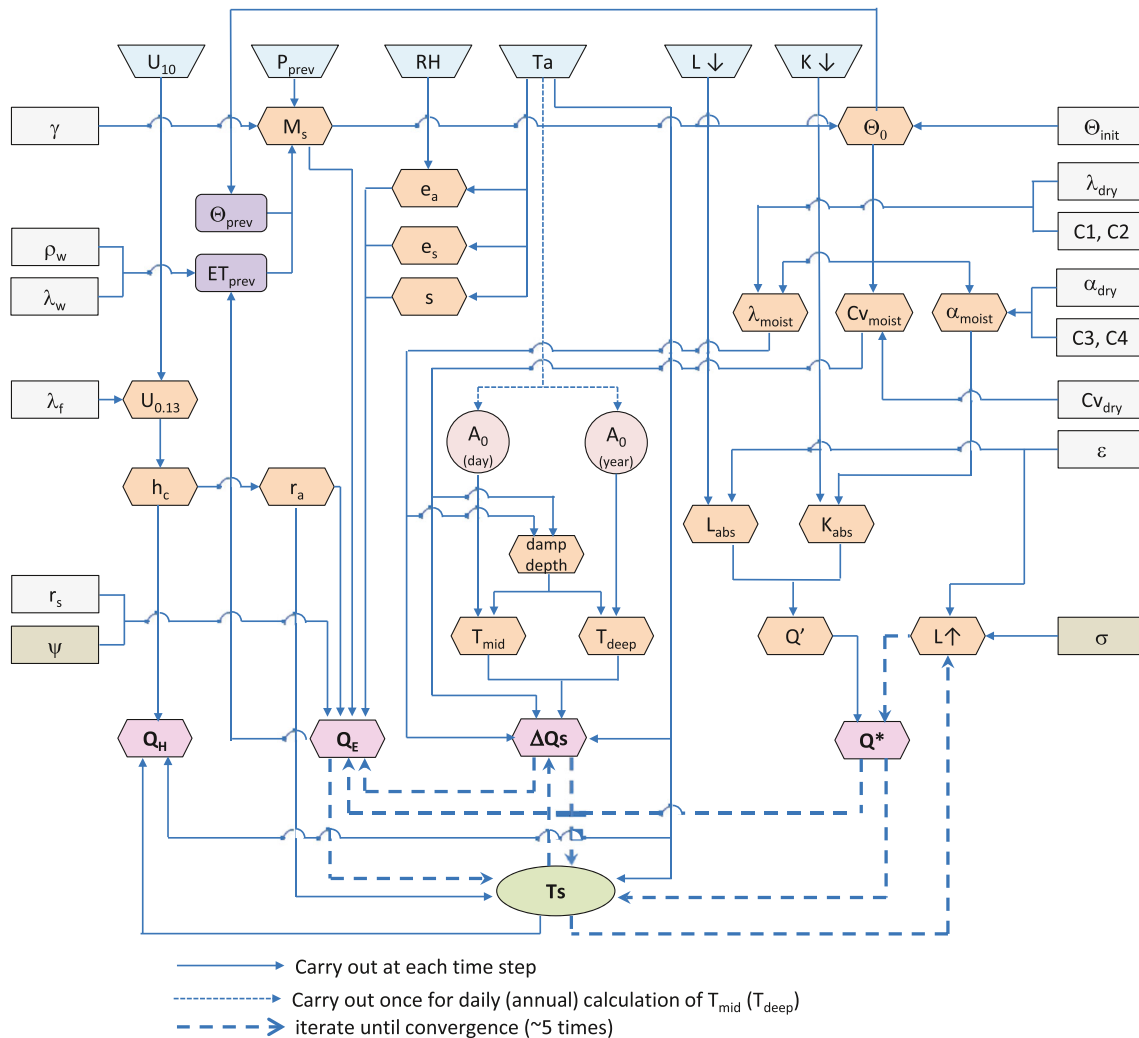 U10 Pprev RH Ta L ↓ K ↓
γ Ms Θ0 Θinit
ea λdry
Θprev C1, C2
ρw ETprev es
λw s λmoist Cvmoist αmoist αdry
C3, C4
λf U0.13 Cvdry
A0 (day) A0 (year) ε
hc ra Labs Kabs
damp
depth
rs
ψ Tmid Tdeep Q’ L↑ σ
QH QE ΔQs Q*
Ts
Carry out at each time step
Carry out once for daily (annual) calculation of Tmid (Tdeep)
iterate until convergence (~5 times)